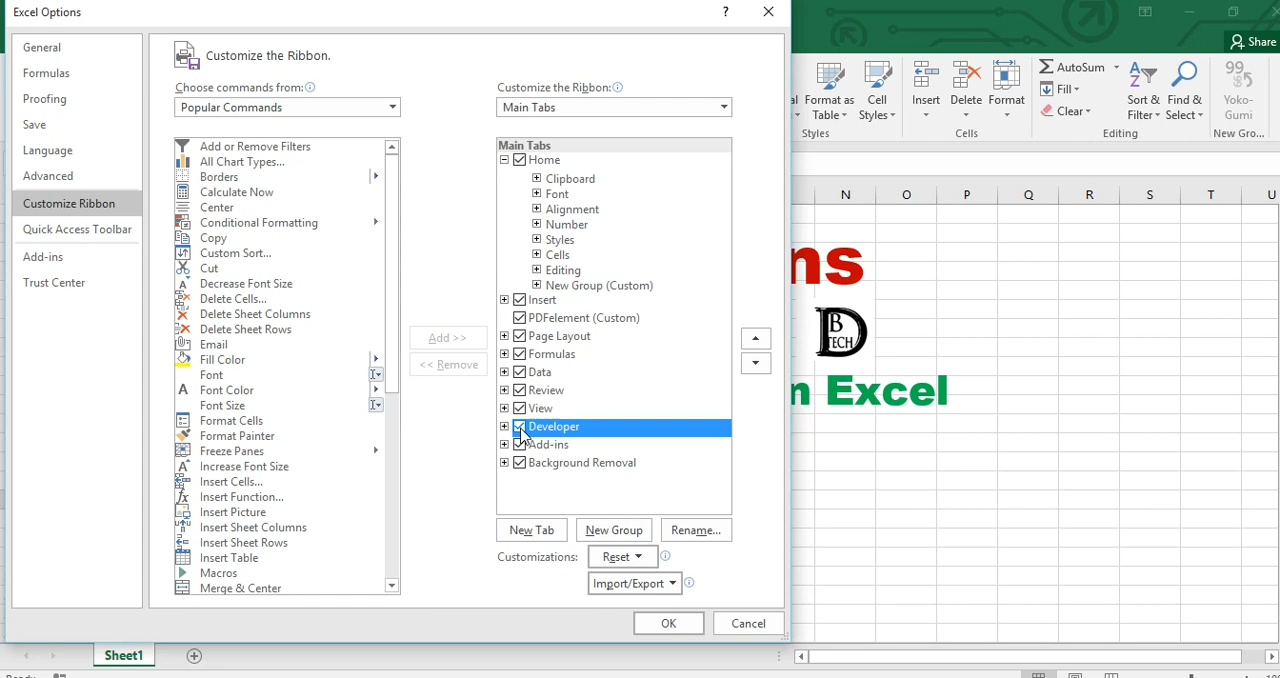 Excel Options
?
General
Formulas
Proofing
Save
Language
Advanced
Customize Ribbon
Quick Access Toolbar
Add-ins
Trust Center
Customize the Ribbon.
Choose commands from:
Popular Commands
Add or Remove Filters
All Chart Types...
Borders
Calculate Now
Center
Conditional Formatting
Copy
Custom Sort...
Cut
Decrease Font Size
Delete Cells...
Delete Sheet Columns
Delete Sheet Rows
Email
Fill Color
Font
Font Color
Font Size
Format Cells
Format Painter
Freeze Panes
Increase Font Size
Insert Cells...
Insert Function...
Insert Picture
Insert Sheet Columns
Insert Sheet Rows
Insert Table
Macros
Merge & Center
Add >>
<< Remove
Customize the Ribbon:
Main Tabs
Main Tabs
Home
Clipboard
Font
Alignment
Number
Styles
Cells
Editing
New Group (Custom)
Insert
PDFelement (Custom)
Page Layout
Formulas
Data
Review
View
Developer
Add-ins
Background Removal
New Tab
New Group
Rename...
Customizations:
Reset
Import/Export
OK
Cancel
Share
Format as
Table
Cell
Styles
Styles
Insert
Delete
Format
Cells
AutoSum
Fill
Clear
Sort &
Filter
Find &
Select
Editing
99
Yoko-
Gumi
New Gro...
N O P Q R S T U
ns
B
D
TECH
n Excel
Sheet1